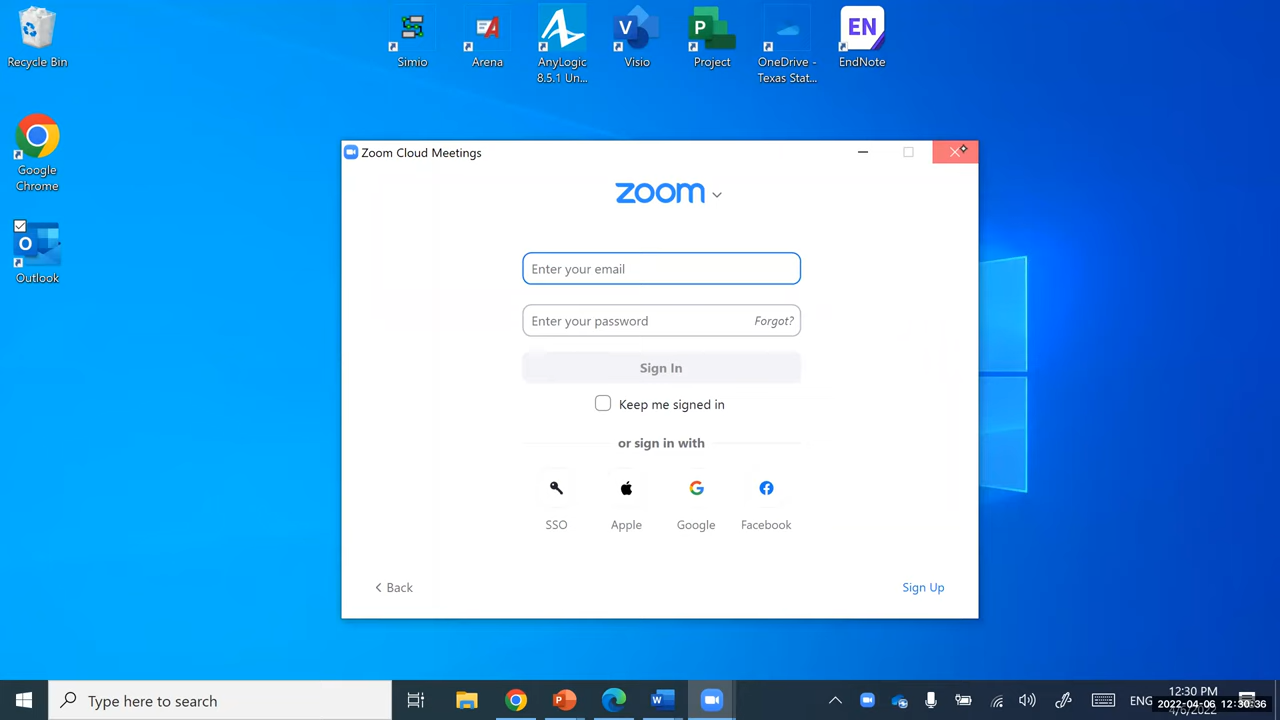 Recycle Bin
Simio
Arena
AnyLogic
8.5.1 Un...
Visio
Project
OneDrive -
Texas Stat...
EN
EndNote
Google
Chrome
Outlook
Zoom Cloud Meetings
zoom
Enter your email
Enter your password
Forgot?
Sign In
Keep me signed in
or sign in with
SSO
Apple
Google
Facebook
Back
Sign Up
Type here to search
ENG
12:30 PM
2022-04-06 12:30:36